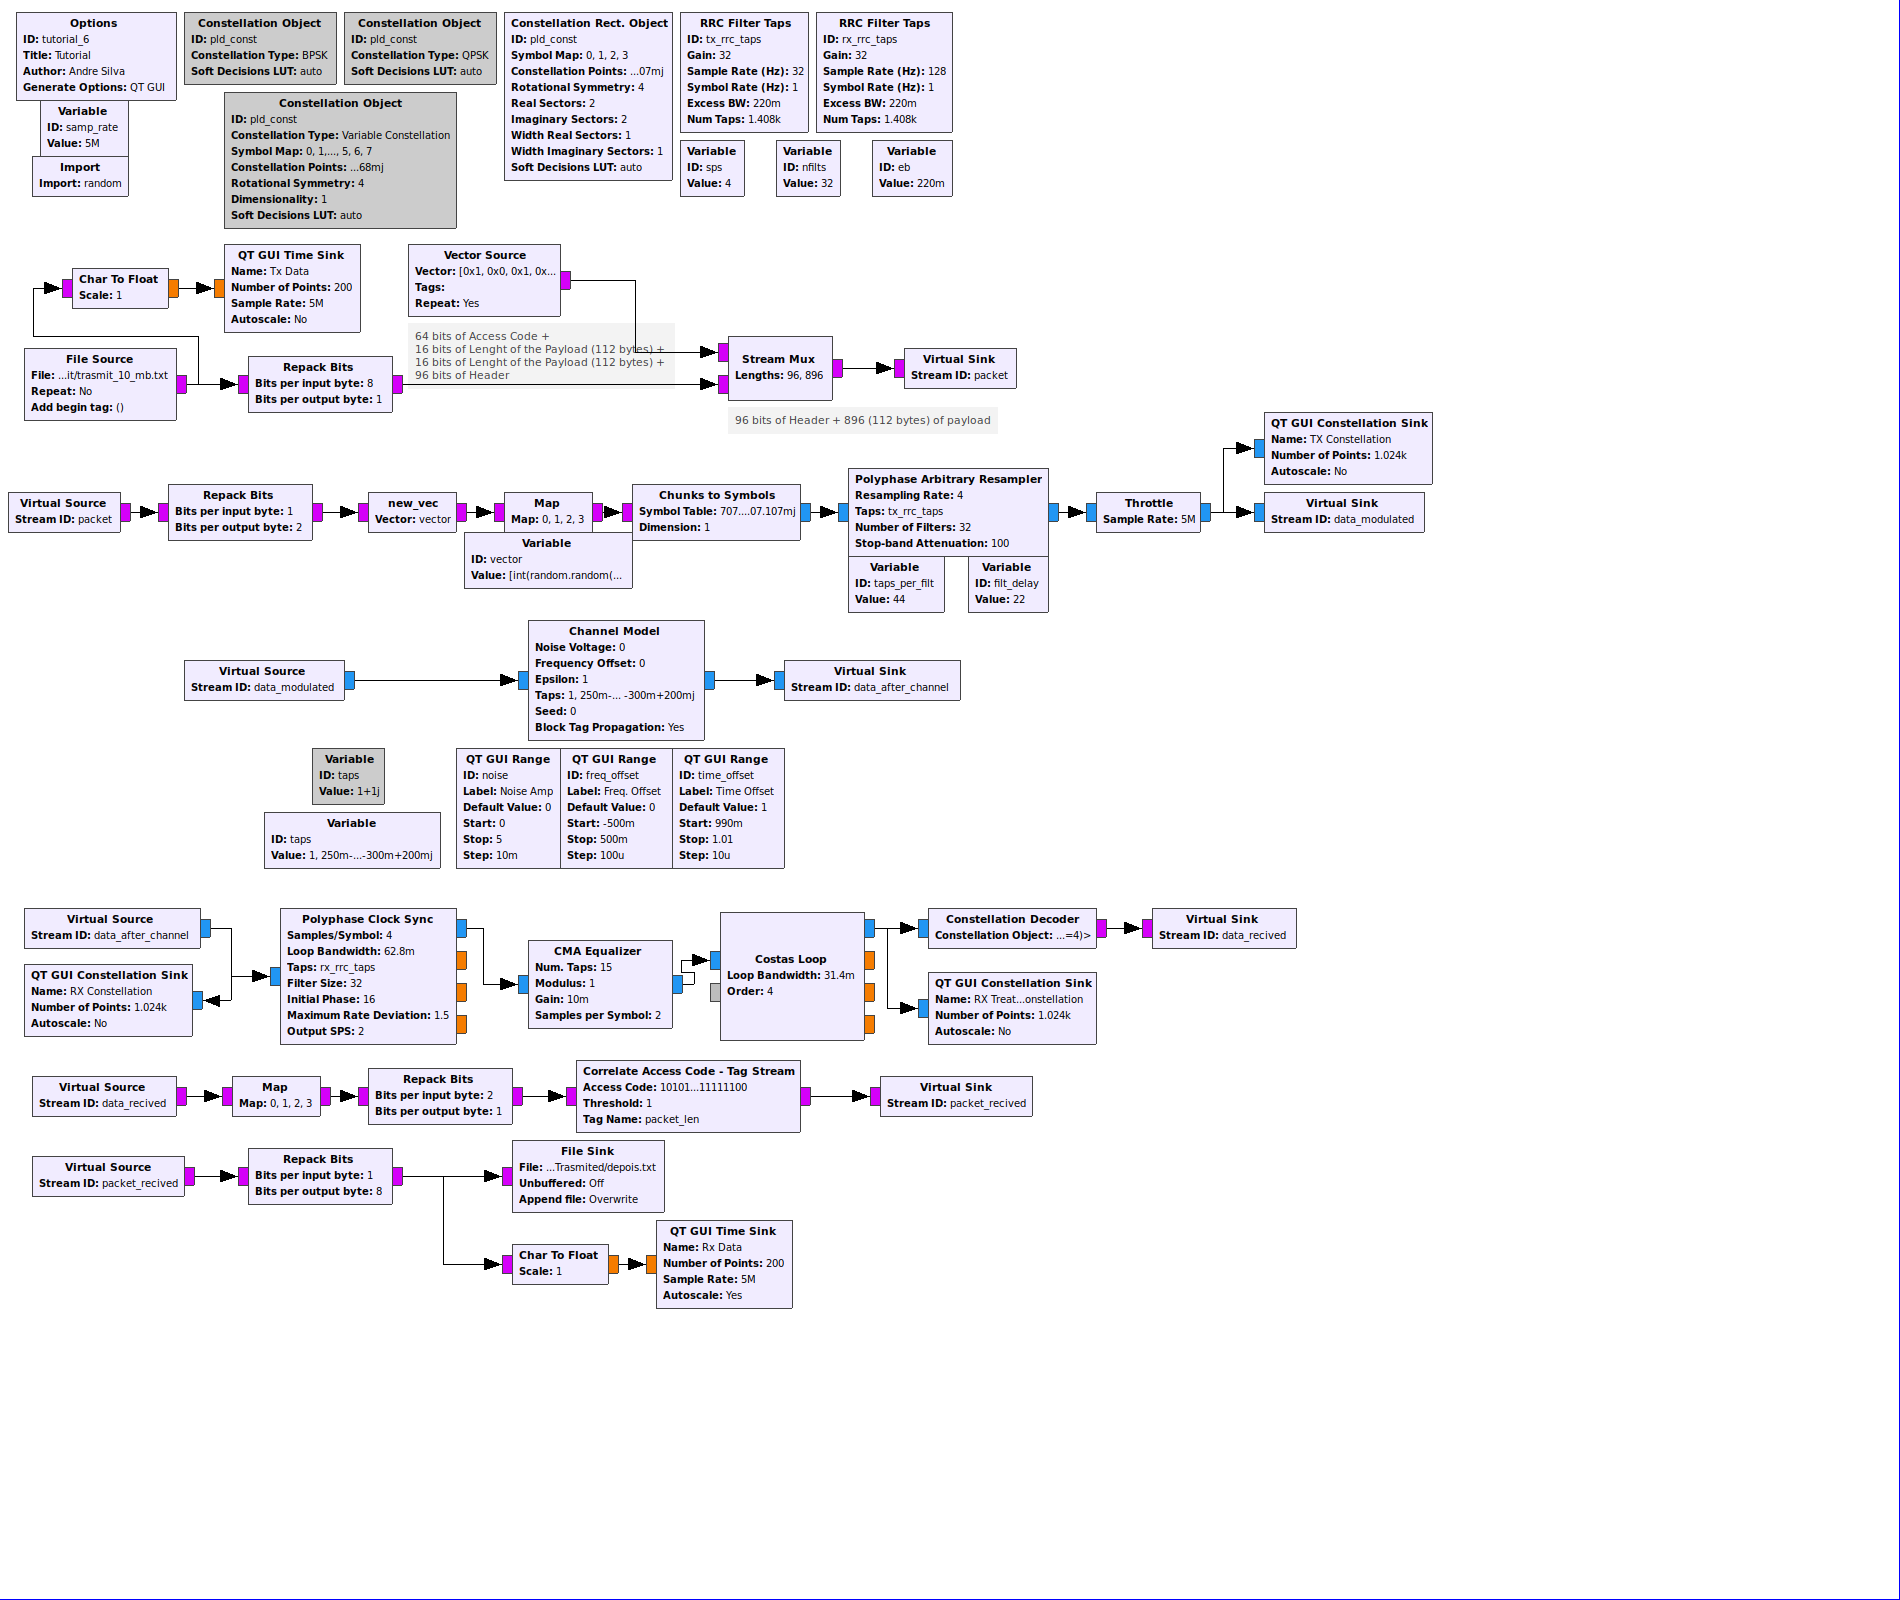 Options
ID: tutorial_6
Title: Tutorial
Author: Andre Silva
Generate Options: QT GUI
Variable
ID: samp_rate
Value: 5M
Import
Import: random
Constellation Object
ID: pld_const
Constellation Type: BPSK
Soft Decisions LUT: auto
Constellation Object
ID: pld_const
Constellation Type: QPSK
Soft Decisions LUT: auto
Constellation Object
ID: pld_const
Constellation Type: Variable Constellation
Symbol Map: 0, 1,..., 5, 6, 7
Constellation Points: ...68mj
Rotational Symmetry: 4
Dimensionality: 1
Soft Decisions LUT: auto
Constellation Rect. Object
ID: pld_const
Symbol Map: 0, 1, 2, 3
Constellation Points: ...07mj
Rotational Symmetry: 4
Real Sectors: 2
Imaginary Sectors: 2
Width Real Sectors: 1
Width Imaginary Sectors: 1
Soft Decisions LUT: auto
RRC Filter Taps
ID: tx_rrc_taps
Gain: 32
Sample Rate (Hz): 32
Symbol Rate (Hz): 1
Excess BW: 220m
Num Taps: 1.408k
RRC Filter Taps
ID: rx_rrc_taps
Gain: 32
Sample Rate (Hz): 128
Symbol Rate (Hz): 1
Excess BW: 220m
Num Taps: 1.408k
Variable
ID: sps
Value: 4
Variable
ID: nfilts
Value: 32
Variable
ID: eb
Value: 220m
Char To Float
Scale: 1
QT GUI Time Sink
Name: Tx Data
Number of Points: 200
Sample Rate: 5M
Autoscale: No
Vector Source
Vector: [0x1, 0x0, 0x1, 0x...
Tags:
Repeat: Yes
64 bits of Access Code +
16 bits of Lenght of the Payload (112 bytes) +
16 bits of Lenght of the Payload (112 bytes) +
96 bits of Header
File Source
File: ...it/trasmit_10_mb.txt
Repeat: No
Add begin tag: ()
Repack Bits
Bits per input byte: 8
Bits per output byte: 1
Stream Mux
Lengths: 96, 896
Virtual Sink
Stream ID: packet
96 bits of Header + 896 (112 bytes) of payload
Virtual Source
Stream ID: packet
Repack Bits
Bits per input byte: 1
Bits per output byte: 2
new_vec
Vector: vector
Map
Map: 0, 1, 2, 3
Variable
ID: vector
Value: [int(random.random(...
Chunks to Symbols
Symbol Table: 707....07.107mj
Dimension: 1
Polyphase Arbitrary Resampler
Resampling Rate: 4
Taps: tx_rrc_taps
Number of Filters: 32
Stop-band Attenuation: 100
Variable
ID: taps_per_filt
Value: 44
Variable
ID: filt_delay
Value: 22
Throttle
Sample Rate: 5M
QT GUI Constellation Sink
Name: TX Constellation
Number of Points: 1.024k
Autoscale: No
Virtual Sink
Stream ID: data_modulated
Virtual Source
Stream ID: data_modulated
Channel Model
Noise Voltage: 0
Frequency Offset: 0
Epsilon: 1
Taps: 1, 250m-... -300m+200mj
Seed: 0
Block Tag Propagation: Yes
Virtual Sink
Stream ID: data_after_channel
Variable
ID: taps
Value: 1+1j
Variable
ID: taps
Value: 1, 250m-...-300m+200mj
QT GUI Range
ID: noise
Label: Noise Amp
Default Value: 0
Start: 0
Stop: 5
Step: 10m
QT GUI Range
ID: freq_offset
Label: Freq. Offset
Default Value: 0
Start: -500m
Stop: 500m
Step: 100u
QT GUI Range
ID: time_offset
Label: Time Offset
Default Value: 1
Start: 990m
Stop: 1.01
Step: 10u
Virtual Source
Stream ID: data_after_channel
QT GUI Constellation Sink
Name: RX Constellation
Number of Points: 1.024k
Autoscale: No
Polyphase Clock Sync
Samples/Symbol: 4
Loop Bandwidth: 62.8m
Taps: rx_rrc_taps
Filter Size: 32
Initial Phase: 16
Maximum Rate Deviation: 1.5
Output SPS: 2
CMA Equalizer
Num. Taps: 15
Modulus: 1
Gain: 10m
Samples per Symbol: 2
Costas Loop
Loop Bandwidth: 31.4m
Order: 4
Constellation Decoder
Constellation Object: ...=4)>
Virtual Sink
Stream ID: data_recived
QT GUI Constellation Sink
Name: RX Treat...onstellation
Number of Points: 1.024k
Autoscale: No
Virtual Source
Stream ID: data_recived
Map
Map: 0, 1, 2, 3
Repack Bits
Bits per input byte: 2
Bits per output byte: 1
Correlate Access Code - Tag Stream
Access Code: 10101...11111100
Threshold: 1
Tag Name: packet_len
Virtual Sink
Stream ID: packet_recived
Virtual Source
Stream ID: packet_recived
Repack Bits
Bits per input byte: 1
Bits per output byte: 8
File Sink
File: ...Trasmited/depois.txt
Unbuffered: Off
Append file: Overwrite
Char To Float
Scale: 1
QT GUI Time Sink
Name: Rx Data
Number of Points: 200
Sample Rate: 5M
Autoscale: Yes